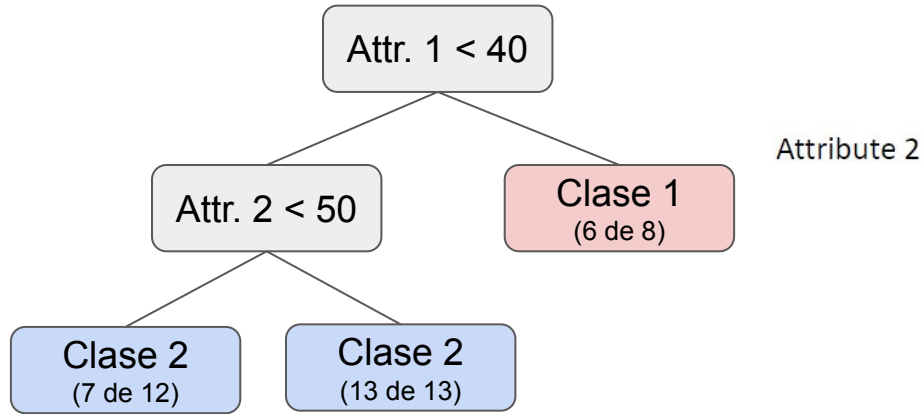 Attr. 1 < 40
Attribute 2
Attr. 2 < 50
Clase 1
(6 de 8)
Clase 2
(7 de 12)
Clase 2
(13 de 13)